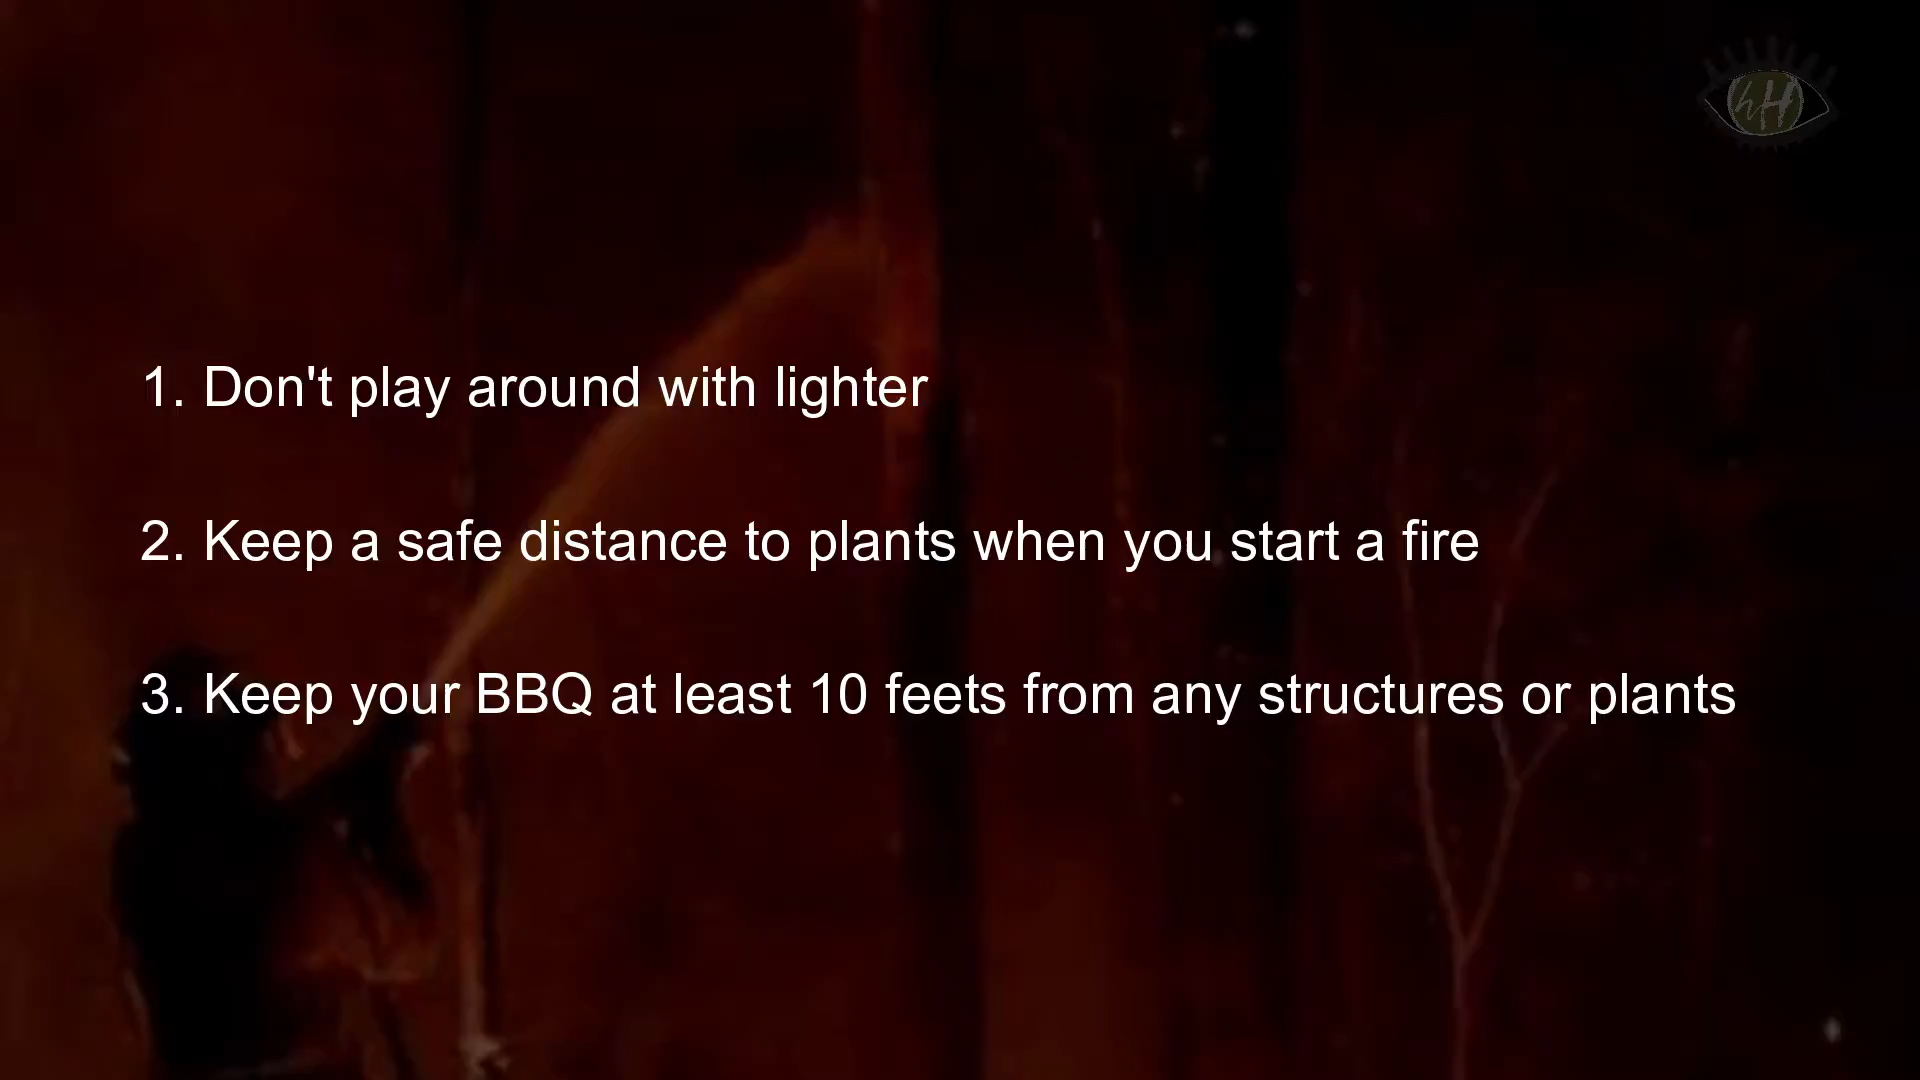 hH
1. Don't play around with lighter
2. Keep a safe distance to plants when you start a fire
3. Keep your BBQ at least 10 feets from any structures or plants